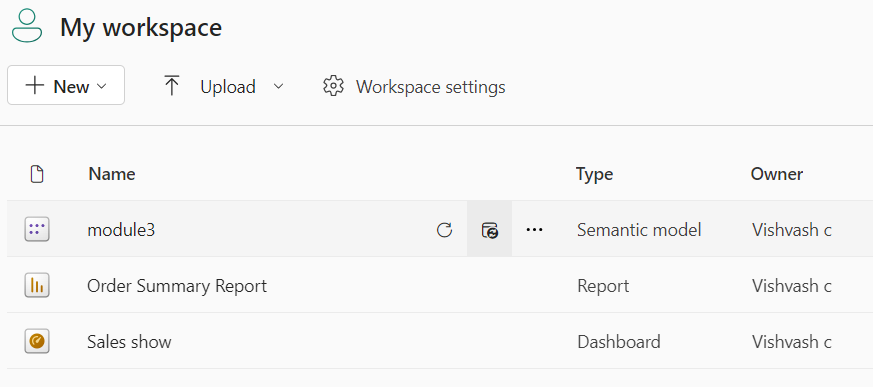 My workspace
New Upload Workspace settings
Name Type Owner
module3 Semantic model Vishvash c
Order Summary Report Report Vishvash c
Sales show Dashboard Vishvash c